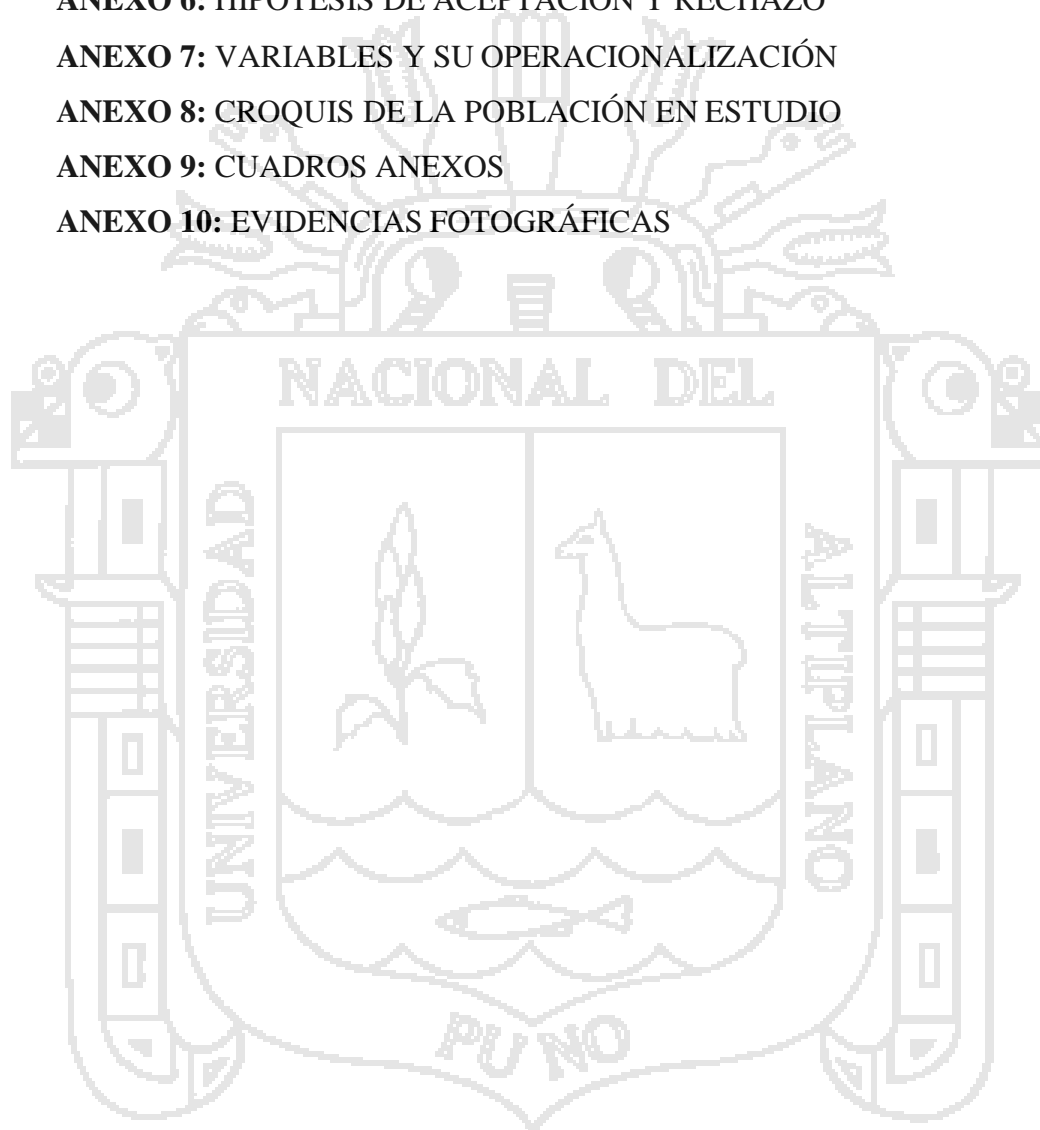 ANEXO 6: HIPÓTESIS DE ACEPTACIÓN Y RECHAZO
ANEXO 7: VARIABLES Y SU OPERACIONALIZACIÓN
ANEXO 8: CROQUIS DE LA POBLACIÓN EN ESTUDIO
ANEXO 9: CUADROS ANEXOS
ANEXO 10: EVIDENCIAS FOTOGRÁFICAS
NACIONAL DEL
UNIVERSIDAD
ALTIPLANO
PUNO